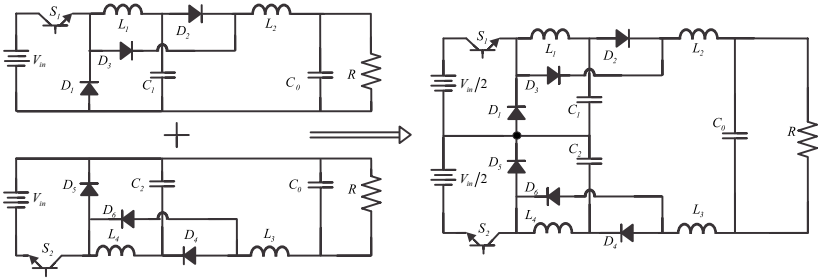 S1 L1 D2 L2
Vin D3 D1 C1 C0 R
+
D5 C2 C0 R
Vin D6
S2 L4 D4 L3
S1 L1 D2 L2
Vin/2 D3 D1 C1
C2 C0 R
Vin/2 D5 D6
S2 L4 D4 L3